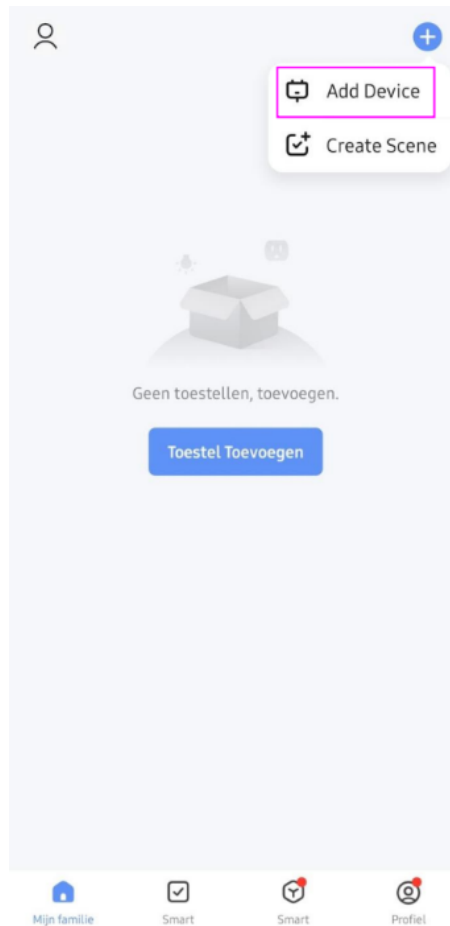 Add Device
Create Scene
Geen toestellen, toevoegen.
Toestel Toevoegen
Mijn familie
Smart
Smart
Profiel